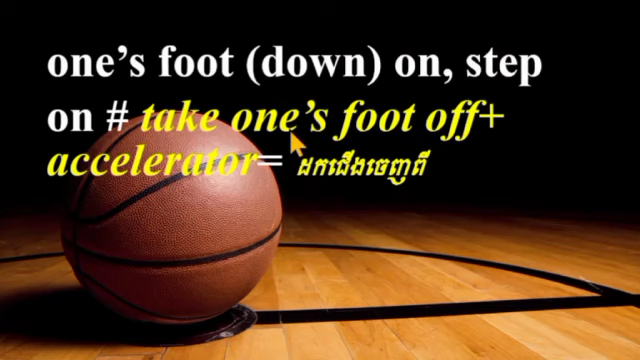 one’s foot (down) on, step
on # take one’s foot off+
accelerator= ដកជើងចេញពី